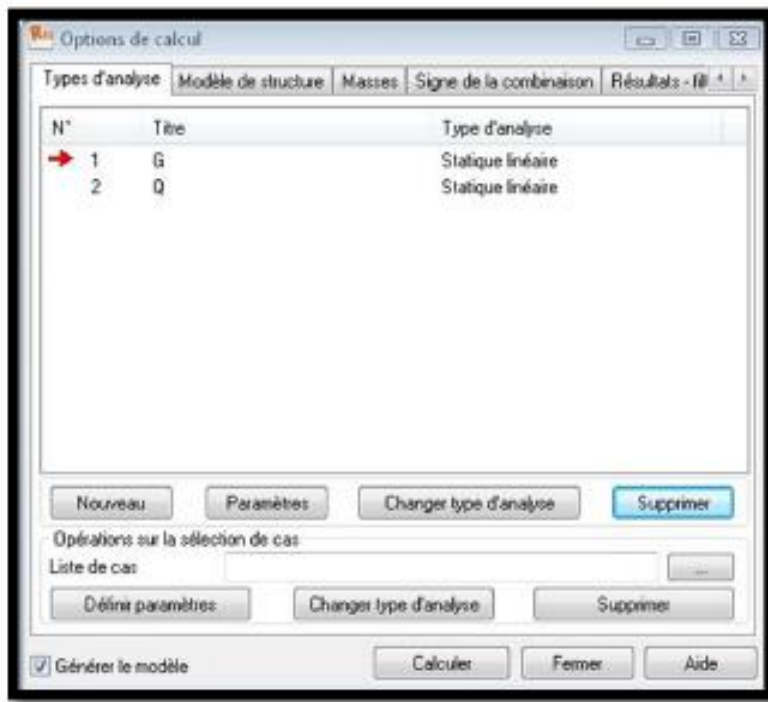 Options de calcul
Types d'analyse Modèle de structure Masses Signe de la combinaison Résultats -
N° Titre Type d'analyse
1 G Statique linéaire
2 Q Statique linéaire
Nouveau Paramètres Changer type d'analyse Supprimer
Opérations sur la sélection de cas
Liste de cas ...
Définir paramètres Changer type d'analyse Supprimer
Générer le modèle Calculer Fermer Aide